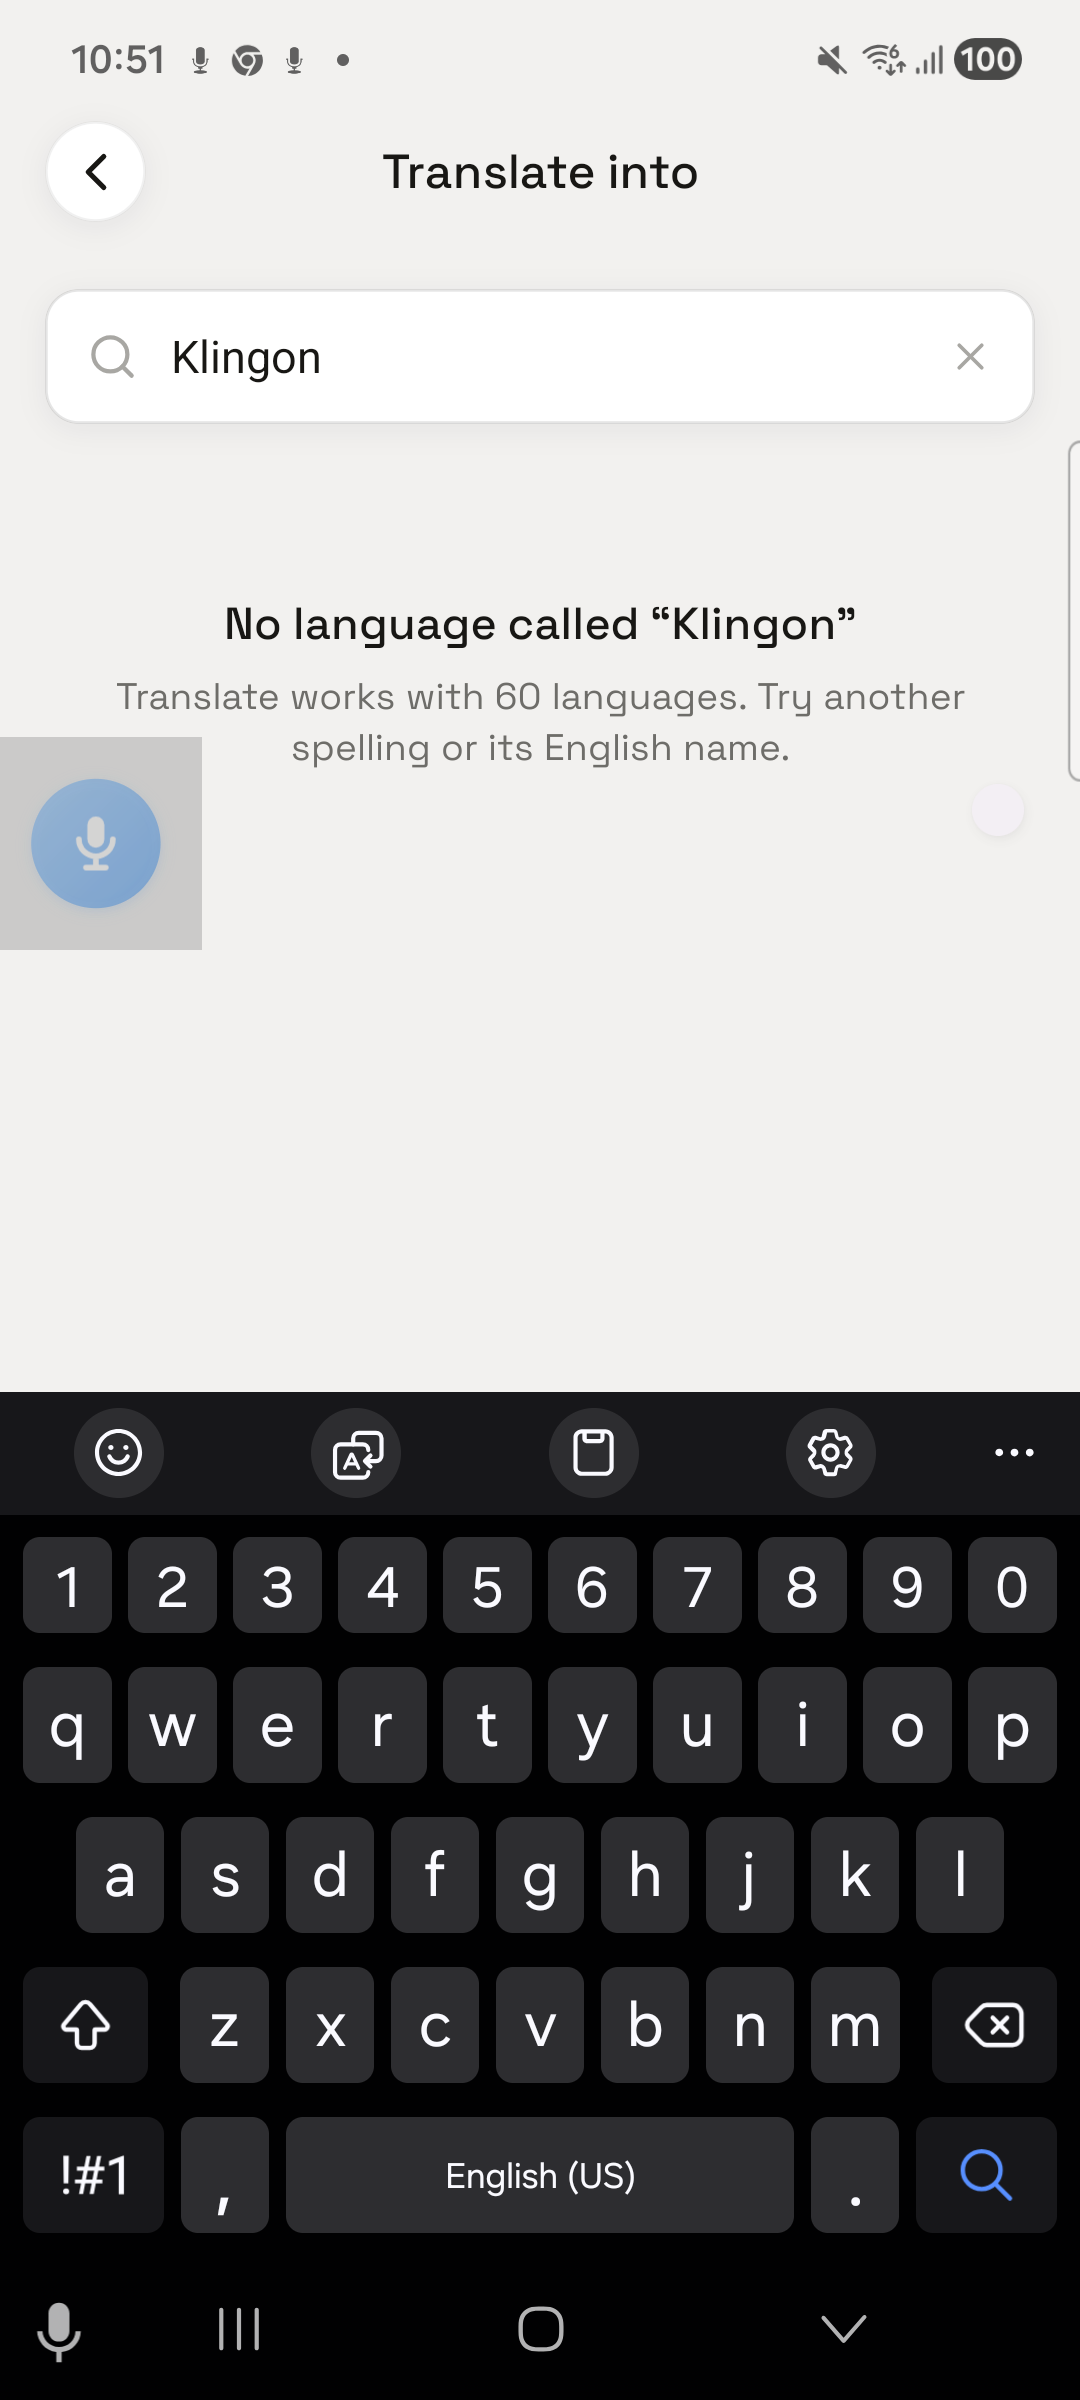 10:51
6
100
Translate into
Klingon
No language called “Klingon”
Translate works with 60 languages. Try another
spelling or its English name.
A
1 2 3 4 5 6 7 8 9 0
q w e r t y u i o p
a s d f g h j k l
z x c v b n m
!#1 , English (US) .